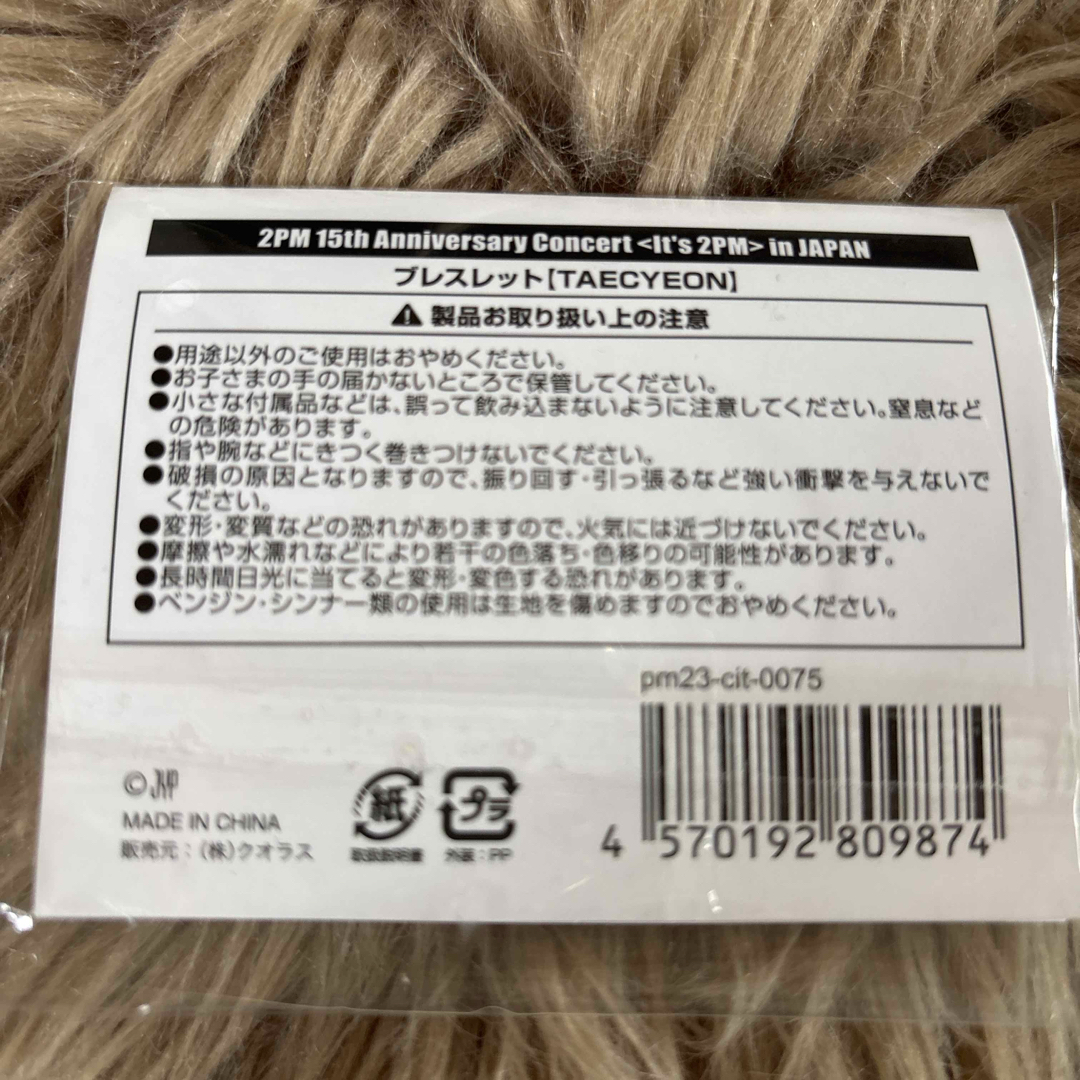 2PM 15th Anniversary Concert <It's 2PM> in JAPAN
ブレスレット【TAECYEON】
製品お取り扱い上の注意
●用途以外のご使用はおやめください。
●お子さまの手の届かないところで保管してください。
●小さな付属品などは、誤って飲み込まないように注意してください。窒息など
の危険があります。
●指や腕などにきつく巻きつけないでください。
●破損の原因となりますので、振り回す・引っ張るなど強い衝撃を与えないで
ください。
●変形・変質などの恐れがありますので、火気には近づけないでください。
●摩擦や水濡れなどにより若干の色落ち・色移りの可能性があります。
●長時間日光に当てると変形・変色する恐れがあります。
●ベンジン・シンナー類の使用は生地を傷めますのでおやめください。
pm23-cit-0075
© JYP
MADE IN CHINA
販売元:(株)クオラス
紙
取扱説明書
プラ
外装:PP
4 570192 809874